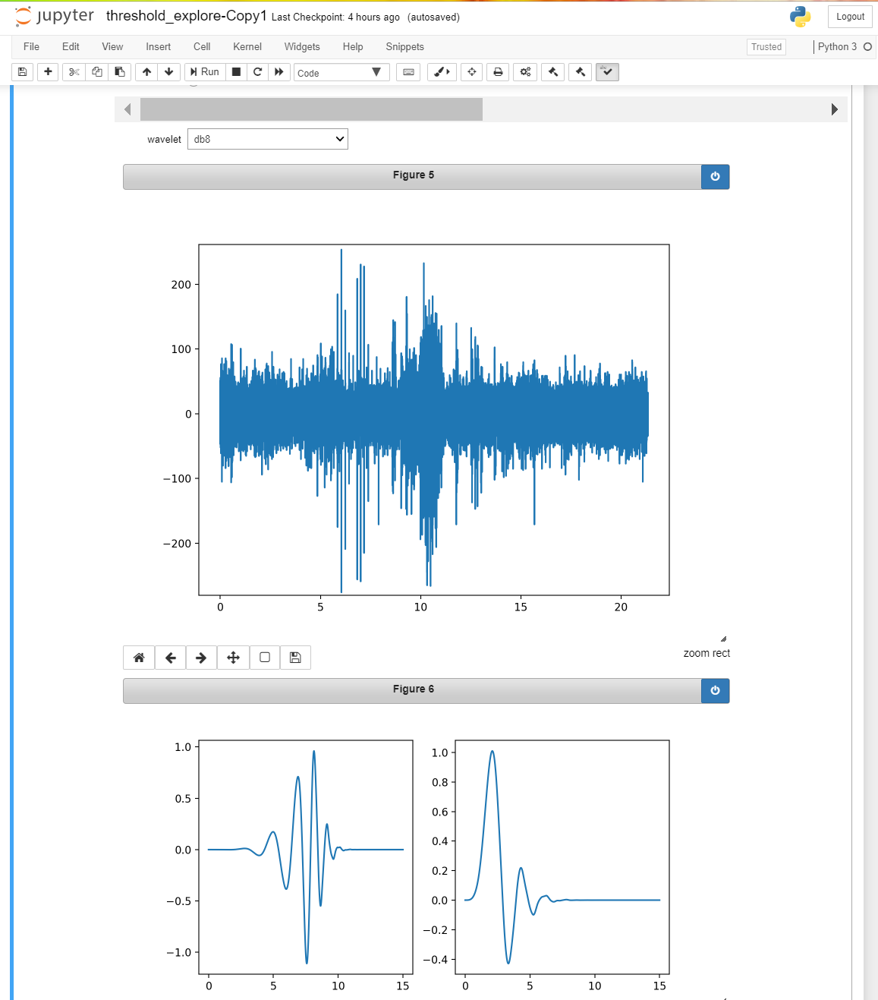 jupyter threshold_explore-Copy1 Last Checkpoint: 4 hours ago (autosaved) Logout
File Edit View Insert Cell Kernel Widgets Help Snippets Trusted Python 3
Run Code abc
wavelet db8
Figure 5
200
100
0
−100
−200
0 5 10 15 20
zoom rect
Figure 6
1.0
0.5
0.0
−0.5
−1.0
0 5 10 15
1.0
0.8
0.6
0.4
0.2
0.0
−0.2
−0.4
0 5 10 15